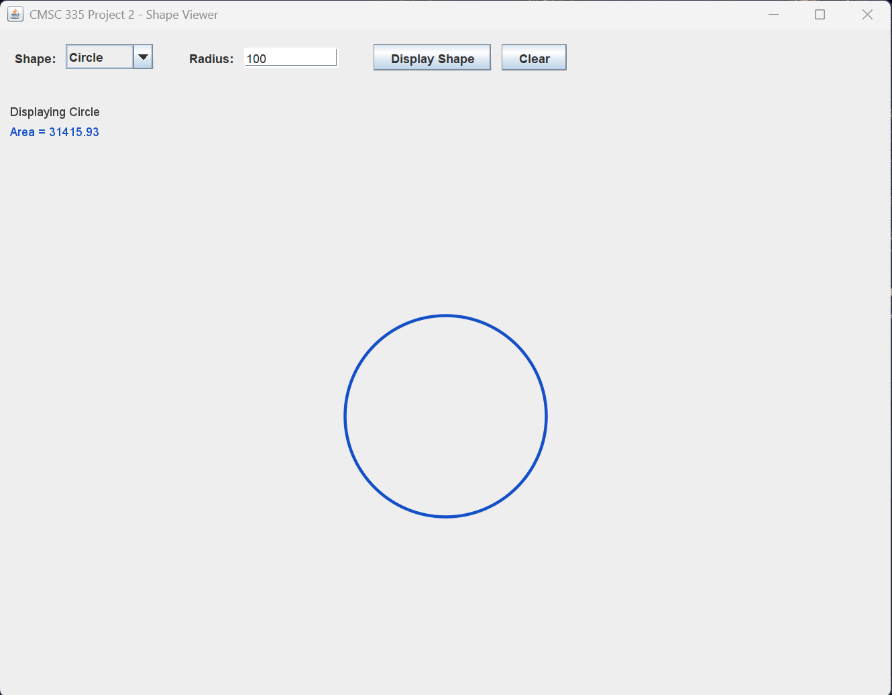 CMSC 335 Project 2 - Shape Viewer
Shape: Circle Radius: 100 Display Shape Clear
Displaying Circle
Area = 31415.93